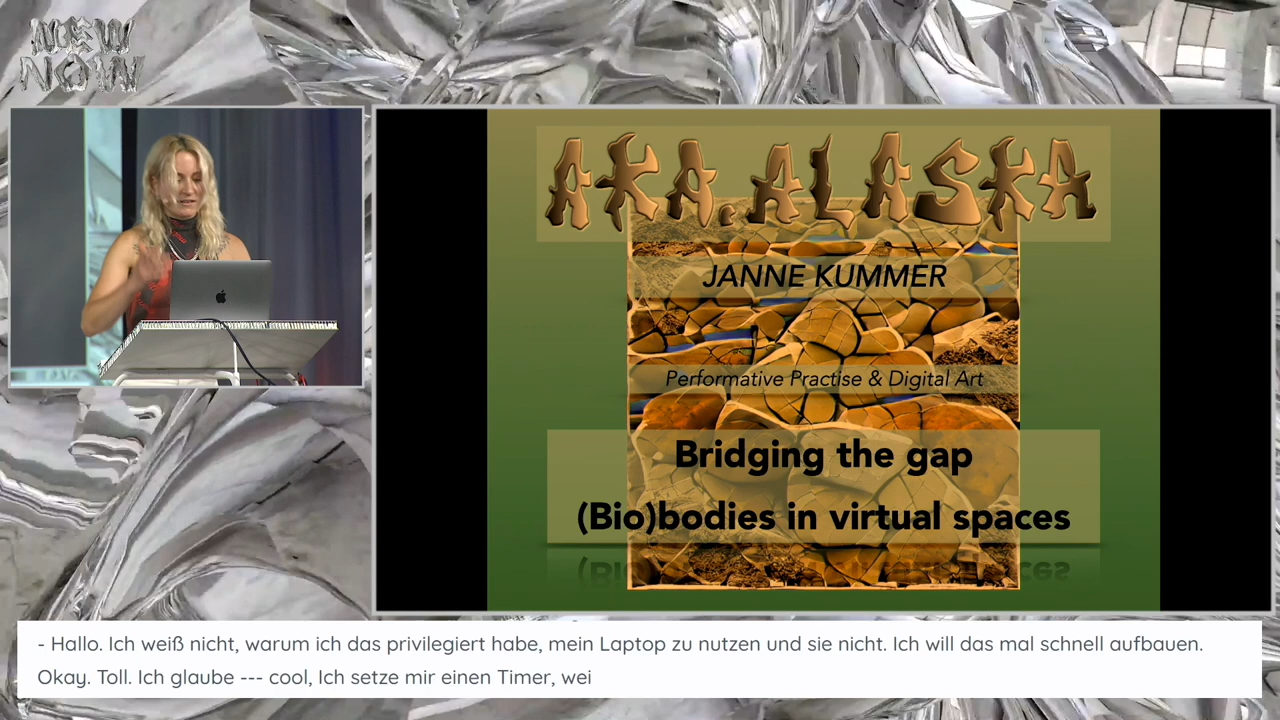 NEW
NOW
AKA.ALASKA
JANNE KUMMER
Performative Practise & Digital Art
Bridging the gap
(Bio)bodies in virtual spaces
- Hallo. Ich weiß nicht, warum ich das privilegiert habe, mein Laptop zu nutzen und sie nicht. Ich will das mal schnell aufbauen.
Okay. Toll. Ich glaube --- cool, Ich setze mir einen Timer, wei